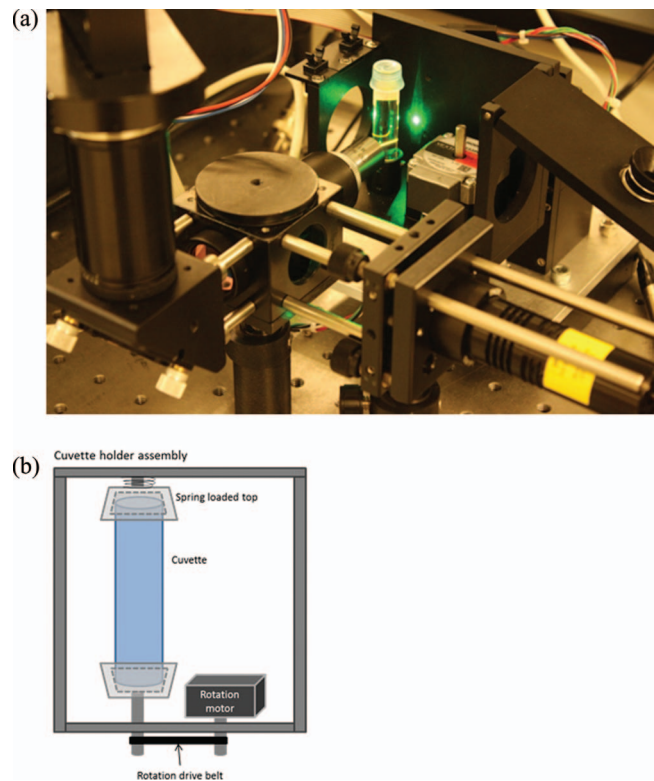 (a)
(b)
Cuvette holder assembly
Spring loaded top
Cuvette
Rotation
motor
Rotation drive belt